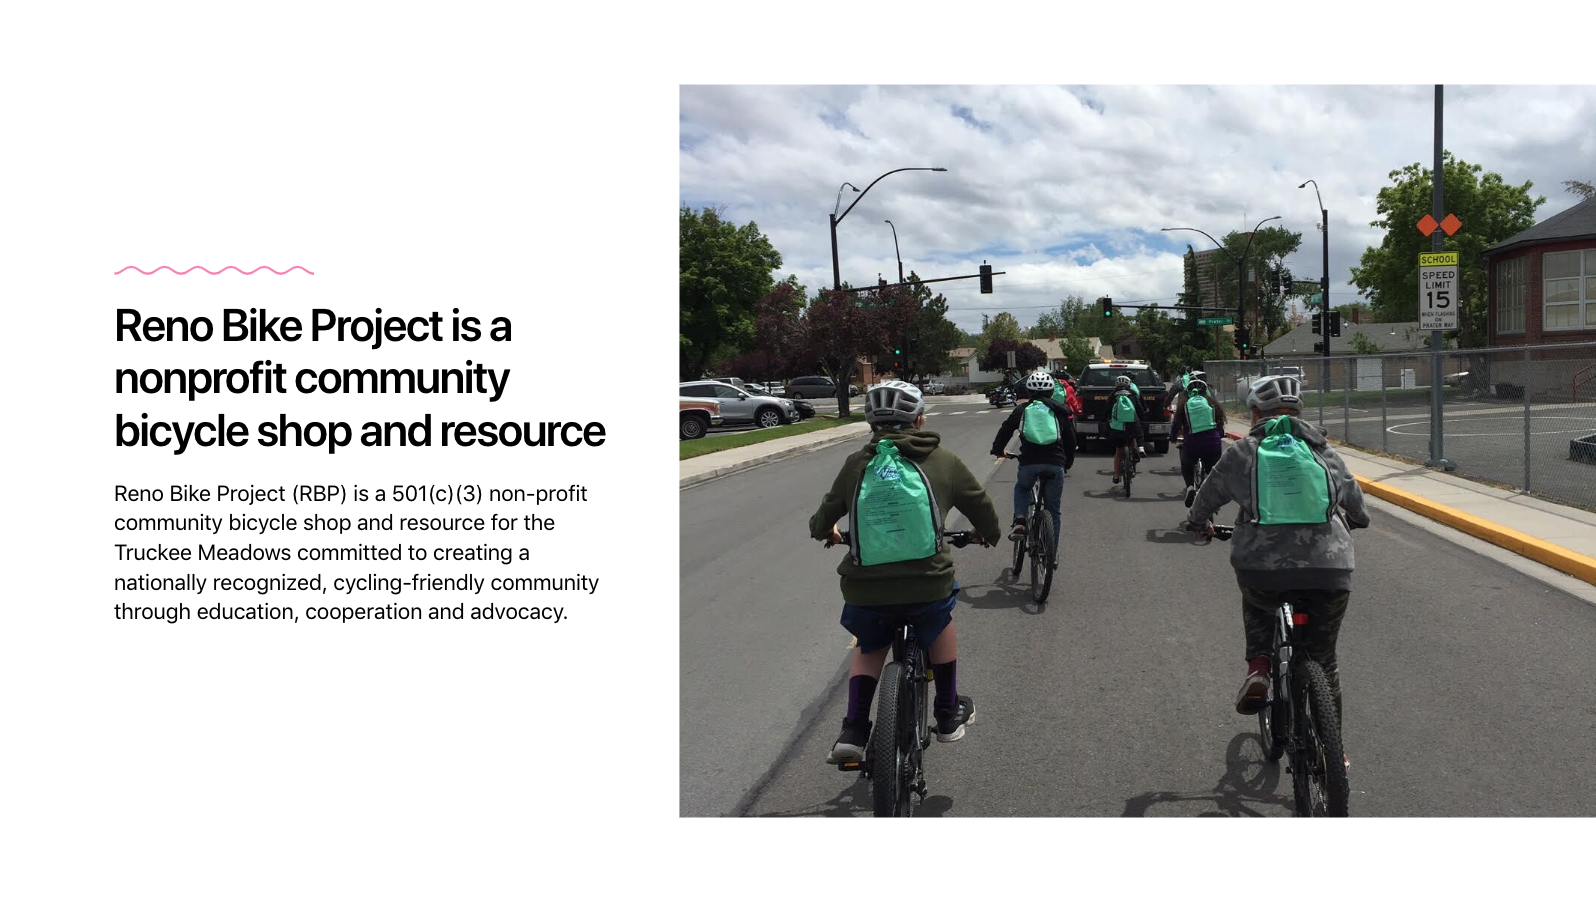 Reno Bike Project is a
nonprofit community
bicycle shop and resource
Reno Bike Project (RBP) is a 501(c)(3) non-profit
community bicycle shop and resource for the
Truckee Meadows committed to creating a
nationally recognized, cycling-friendly community
through education, cooperation and advocacy.
SCHOOL
SPEED
LIMIT
15
WHEN FLASHING
ON
PRATER WAY